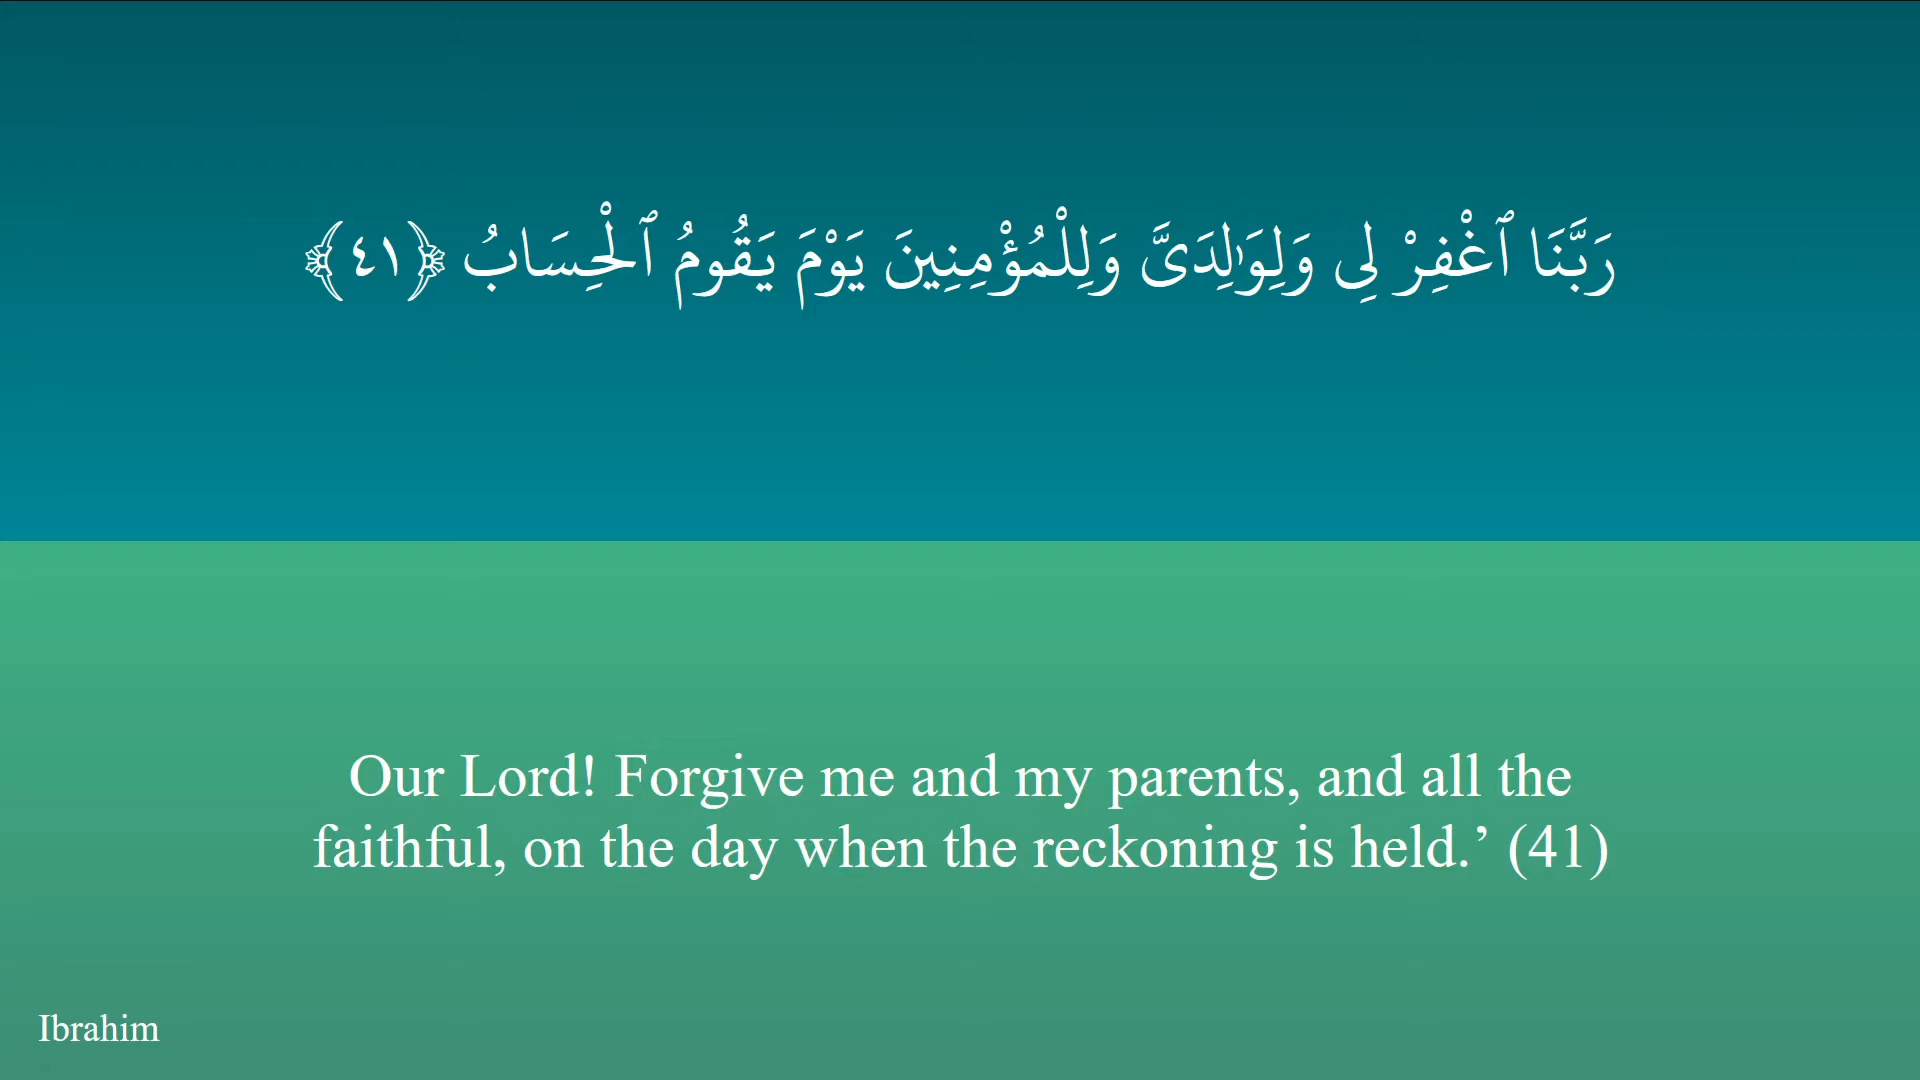 رَبَّنَا ٱغْفِرْ لِى وَلِوَٰلِدَىَّ وَلِلْمُؤْمِنِينَ يَوْمَ يَقُومُ ٱلْحِسَابُ ﴿٤١﴾
Our Lord! Forgive me and my parents, and all the
faithful, on the day when the reckoning is held.’ (41)
Ibrahim